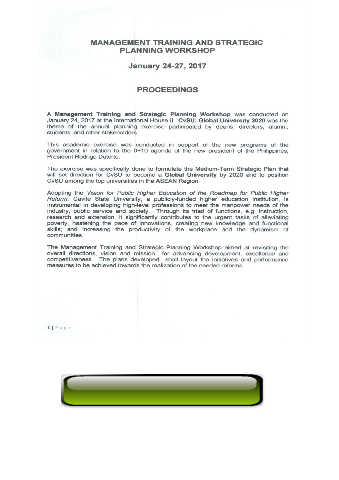 MANAGEMENT TRAINING AND STRATEGIC
PLANNING WORKSHOP
January 24-27, 2017
PROCEEDINGS
A Management Training and Strategic Planning Workshop was conducted on
January 24, 2017 at the International House II, CvSU. Global University 2020 was the
theme of the annual planning exercise participated by deans, directors, alumni,
students, and other stakeholders.
This academic exercise was conducted in support of the new programs of the
government in relation to the 0+10 agenda of the new president of the Philippines,
President Rodrigo Duterte.
The exercise was specifically done to formulate the Medium-Term Strategic Plan that
will set direction for CvSU to become a Global University by 2020 and to position
CvSU among the top universities in the ASEAN Region.
Adopting the Vision for Public Higher Education of the Roadmap for Public Higher
Reform, Cavite State University, a publicly-funded higher education institution, is
instrumental in developing high-level professions to meet the manpower needs of the
industry, public service and society. Through its triad of functions, e.g. instruction,
research and extension, it significantly contributes to the urgent tasks of alleviating
poverty, hastening the pace of innovations, creating new knowledge and functional
skills; and increasing the productivity of the workplace and the dynamism of
communities.
The Management Training and Strategic Planning Workshop aimed at revisiting the
overall directions, vision and mission for advancing development, excellence and
competitiveness. The plans developed shall layout the initiatives and performance
measures to be achieved towards the realization of the needed reforms.